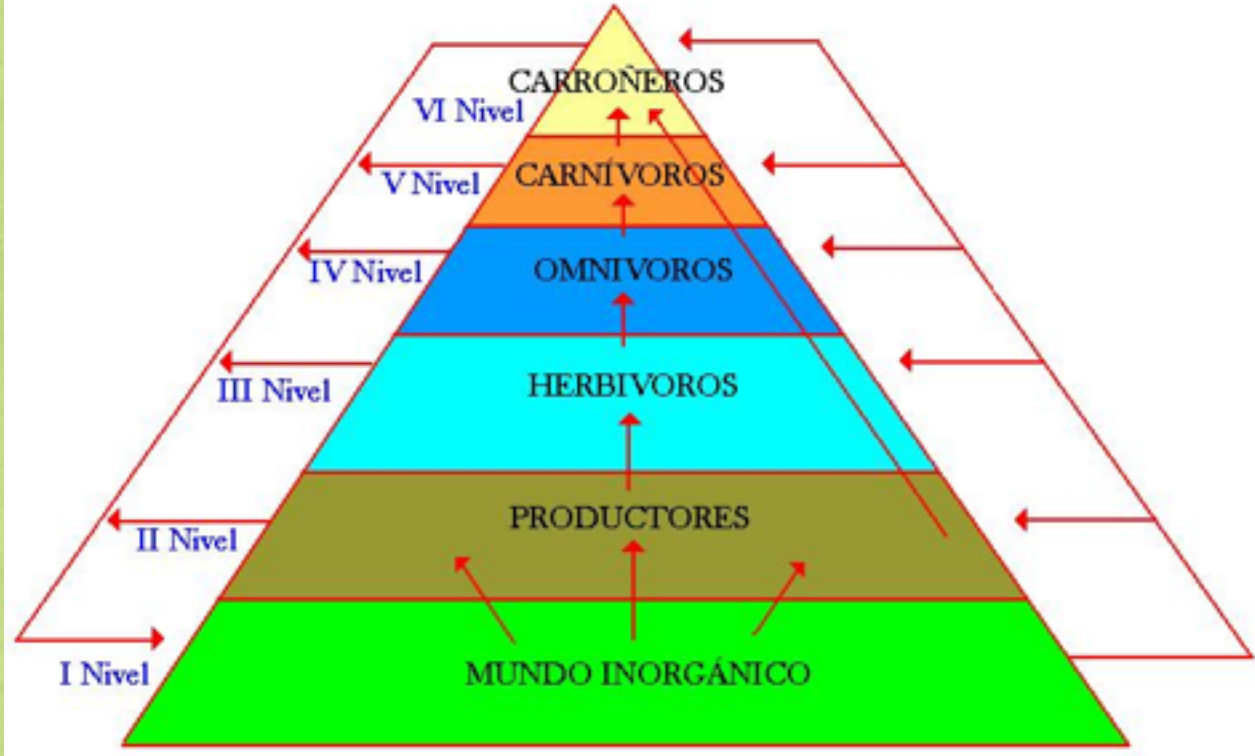 CARROÑEROS
VI Nivel
V Nivel
CARNÍVOROS
IV Nivel
OMNIVOROS
III Nivel
HERBIVOROS
II Nivel
PRODUCTORES
I Nivel
MUNDO INORGÁNICO